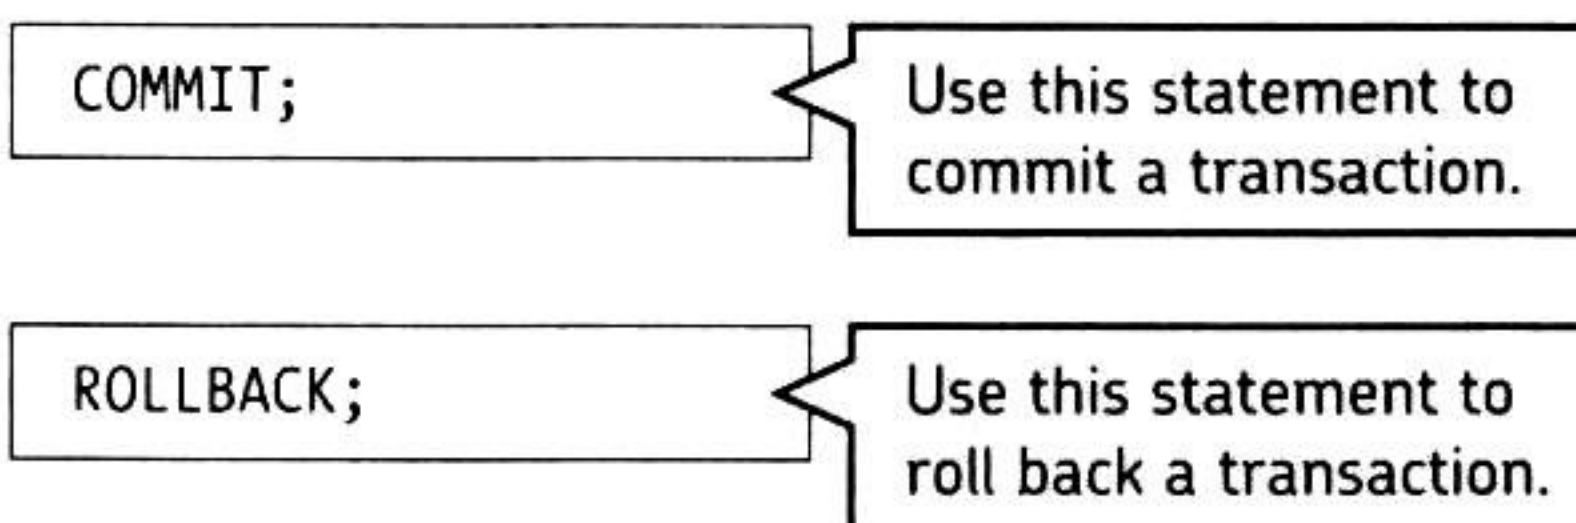 COMMIT;
Use this statement to
commit a transaction.
ROLLBACK;
Use this statement to
roll back a transaction.